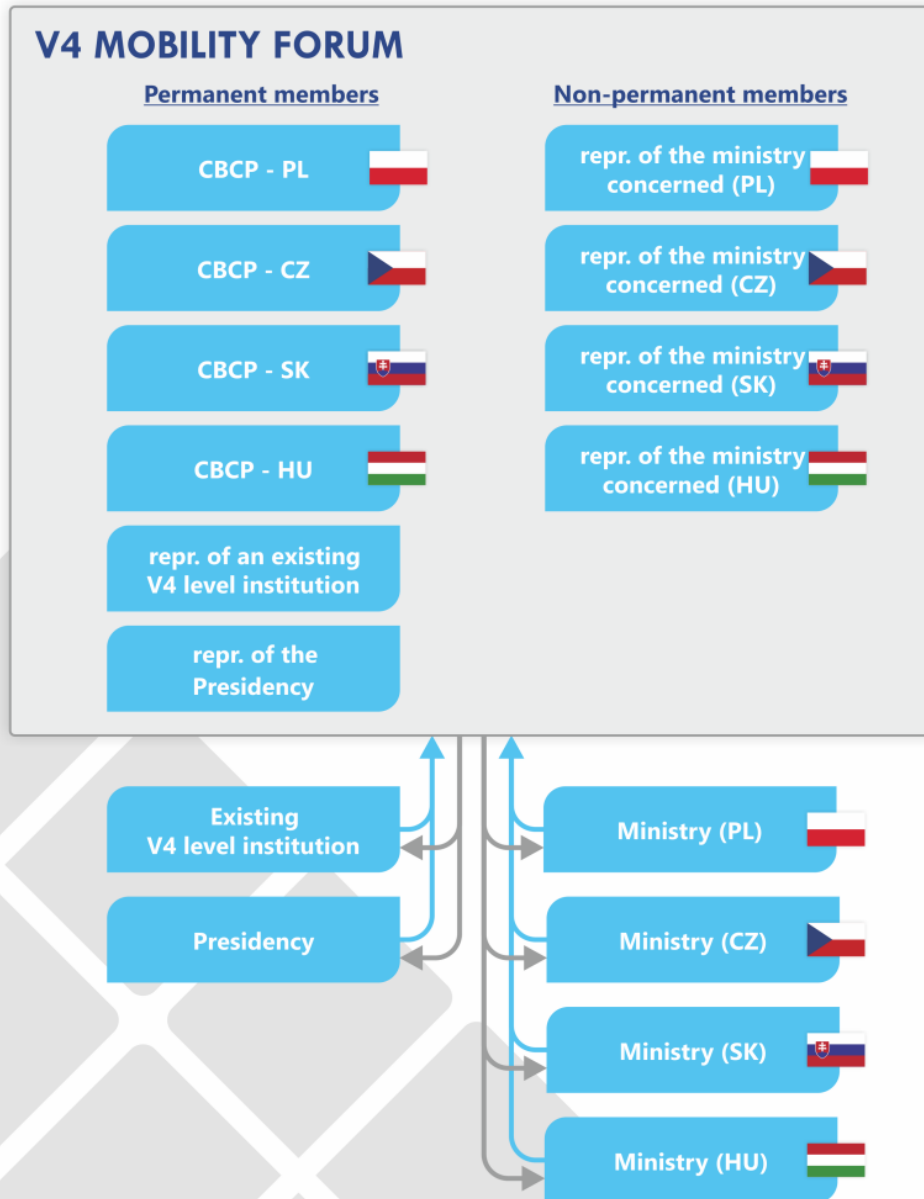 V4 MOBILITY FORUM
Permanent members
CBCP - PL
CBCP - CZ
CBCP - SK
CBCP - HU
repr. of an existing
V4 level institution
repr. of the
Presidency
Non-permanent members
repr. of the ministry
concerned (PL)
repr. of the ministry
concerned (CZ)
repr. of the ministry
concerned (SK)
repr. of the ministry
concerned (HU)
Existing
V4 level institution
Presidency
Ministry (PL)
Ministry (CZ)
Ministry (SK)
Ministry (HU)